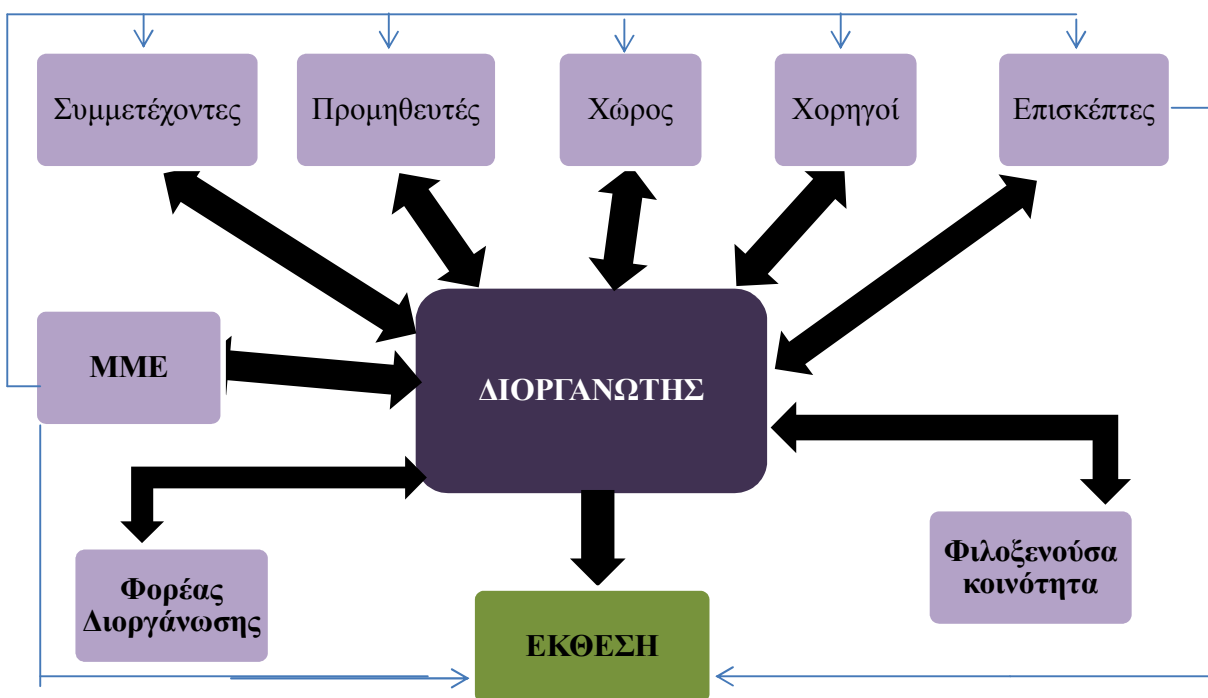 Συμμετέχοντες
Προμηθευτές
Χώρος
Χορηγοί
Επισκέπτες
ΜΜΕ
ΔΙΟΡΓΑΝΩΤΗΣ
Φορέας
Διοργάνωσης
Φιλοξενούσα
κοινότητα
ΕΚΘΕΣΗ